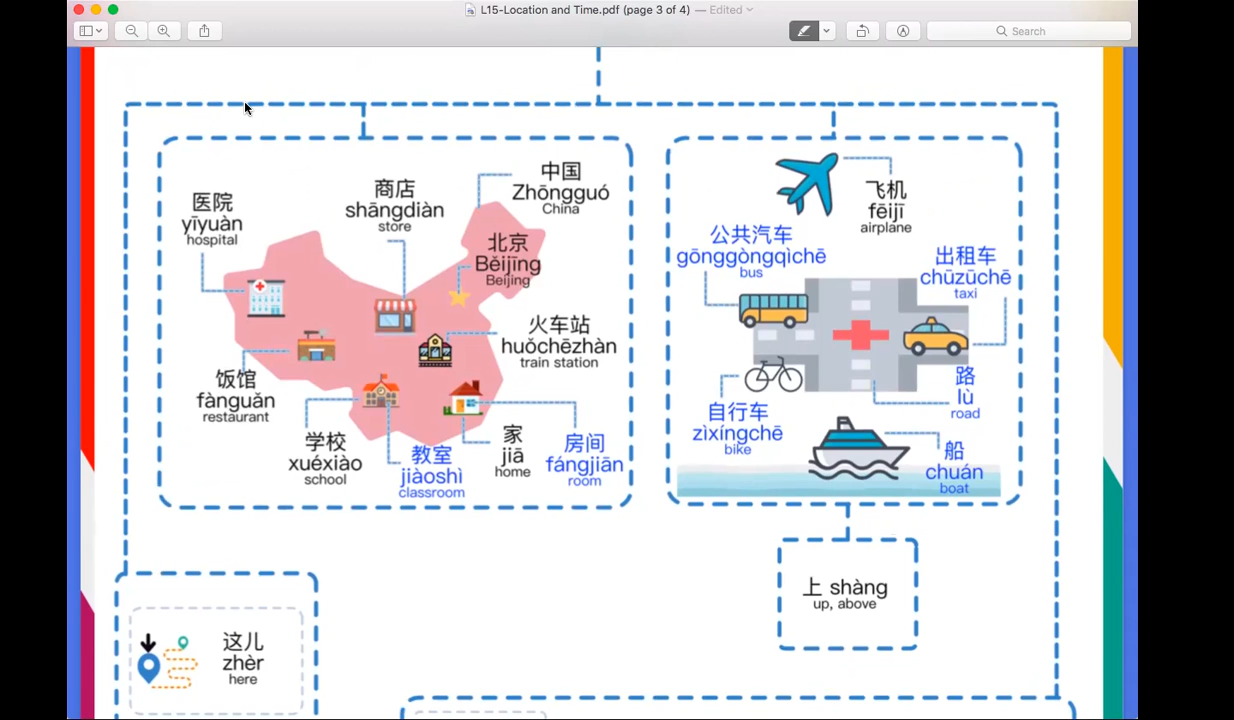 L15-Location and Time.pdf (page 3 of 4) — Edited
Search
医院
yīyuàn
hospital
商店
shāngdiàn
store
中国
Zhōngguó
China
北京
Běijīng
Beijing
火车站
huǒchēzhàn
train station
饭馆
fànguǎn
restaurant
学校
xuéxiào
school
教室
jiàoshì
classroom
家
jiā
home
房间
fángjiān
room
飞机
fēijī
airplane
公共汽车
gōnggòngqìchē
bus
出租车
chūzūchē
taxi
路
lù
road
自行车
zìxíngchē
bike
船
chuán
boat
上 shàng
up, above
这儿
zhèr
here